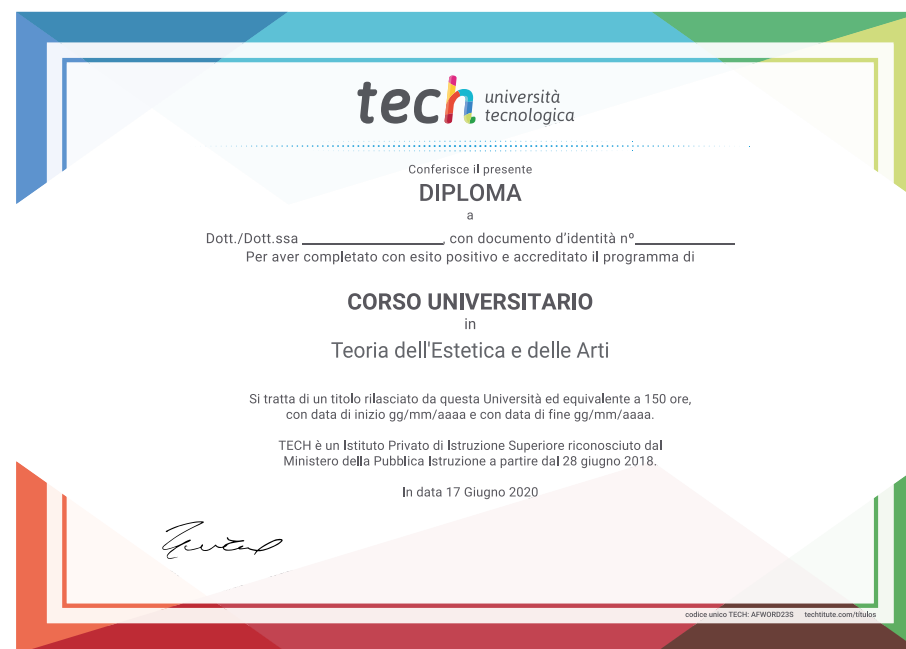 tech università
tecnologica
Conferisce il presente
DIPLOMA
a
Dott./Dott.ssa _________________, con documento d'identità nº____________
Per aver completato con esito positivo e accreditato il programma di
CORSO UNIVERSITARIO
in
Teoria dell'Estetica e delle Arti
Si tratta di un titolo rilasciato da questa Università ed equivalente a 150 ore,
con data di inizio gg/mm/aaaa e con data di fine gg/mm/aaaa.
TECH è un Istituto Privato di Istruzione Superiore riconosciuto dal
Ministero della Pubblica Istruzione a partire dal 28 giugno 2018.
In data 17 Giugno 2020
codice unico TECH: AFWORD23S techtitute.com/titulos